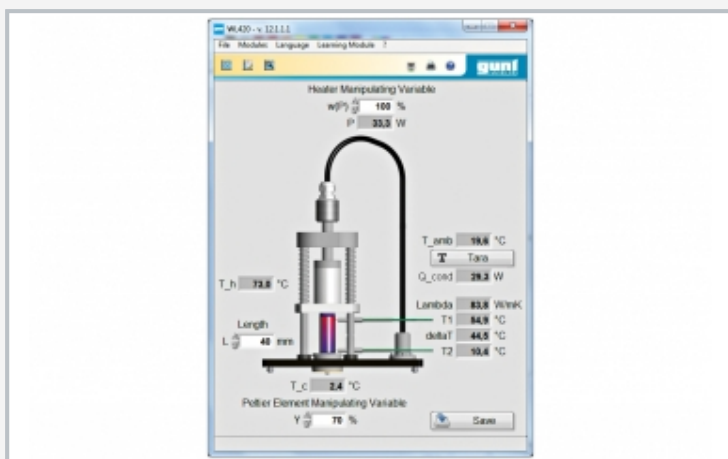 WL420 - v. 12.1.1.1
File Modules Language Learning Module ?
gunt
Heater Manipulating Variable
w(P) 100 %
P 33,3 W
T_amb 19,6 °C
T Tara
Q_cond 29,3 W
T_h 73,0 °C
Lambda 83,8 W/mK
T1 54,9 °C
Length
deltaT 44,5 °C
L 40 mm
T2 10,4 °C
T_c 2,4 °C
Peltier Element Manipulating Variable
Y 70 %
Save